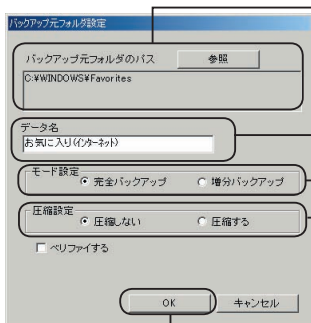 バックアップ元フォルダ設定
バックアップ元フォルダのパス 参照
C:¥WINDOWS¥Favorites
データ名
お気に入り(インターネット)
モード設定
完全バックアップ 増分バックアップ
圧縮設定
圧縮しない 圧縮する
ベリファイする
OK キャンセル